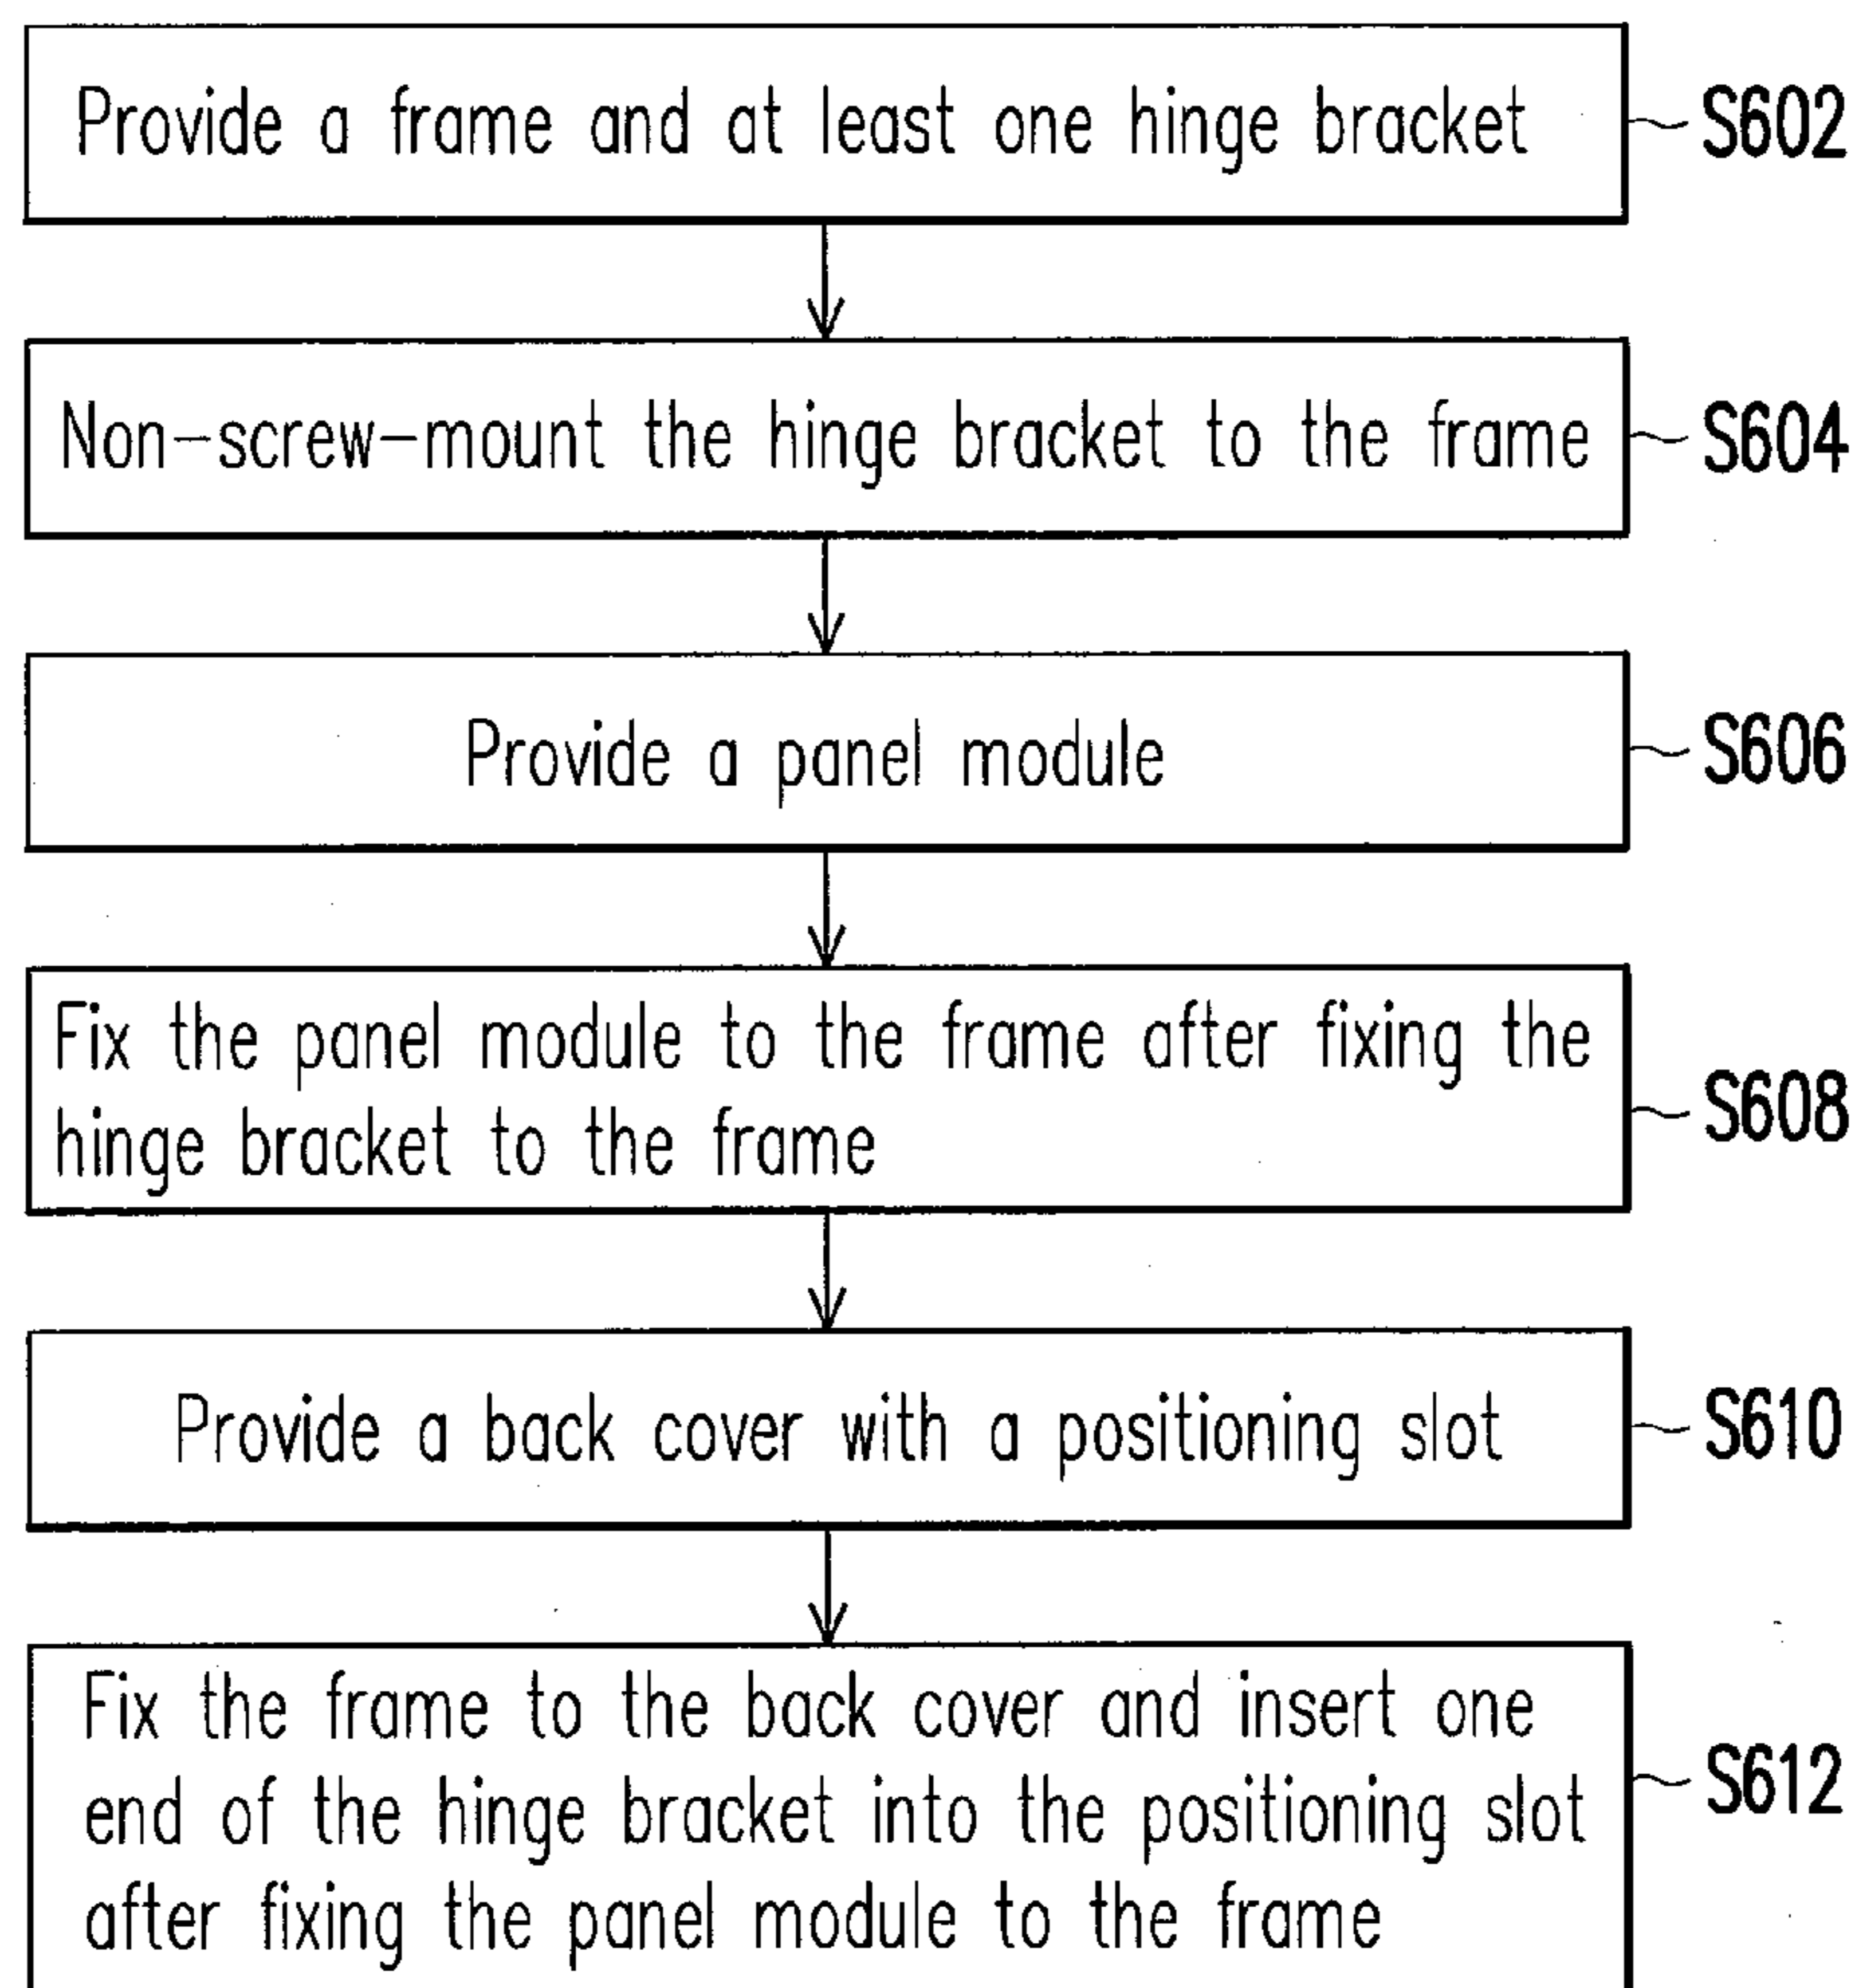 Provide a frame and at least one hinge bracket
S602
Non-screw-mount the hinge bracket to the frame
S604
Provide a panel module
S606
Fix the panel module to the frame after fixing the
hinge bracket to the frame
S608
Provide a back cover with a positioning slot
S610
Fix the frame to the back cover and insert one
end of the hinge bracket into the positioning slot
after fixing the panel module to the frame
S612